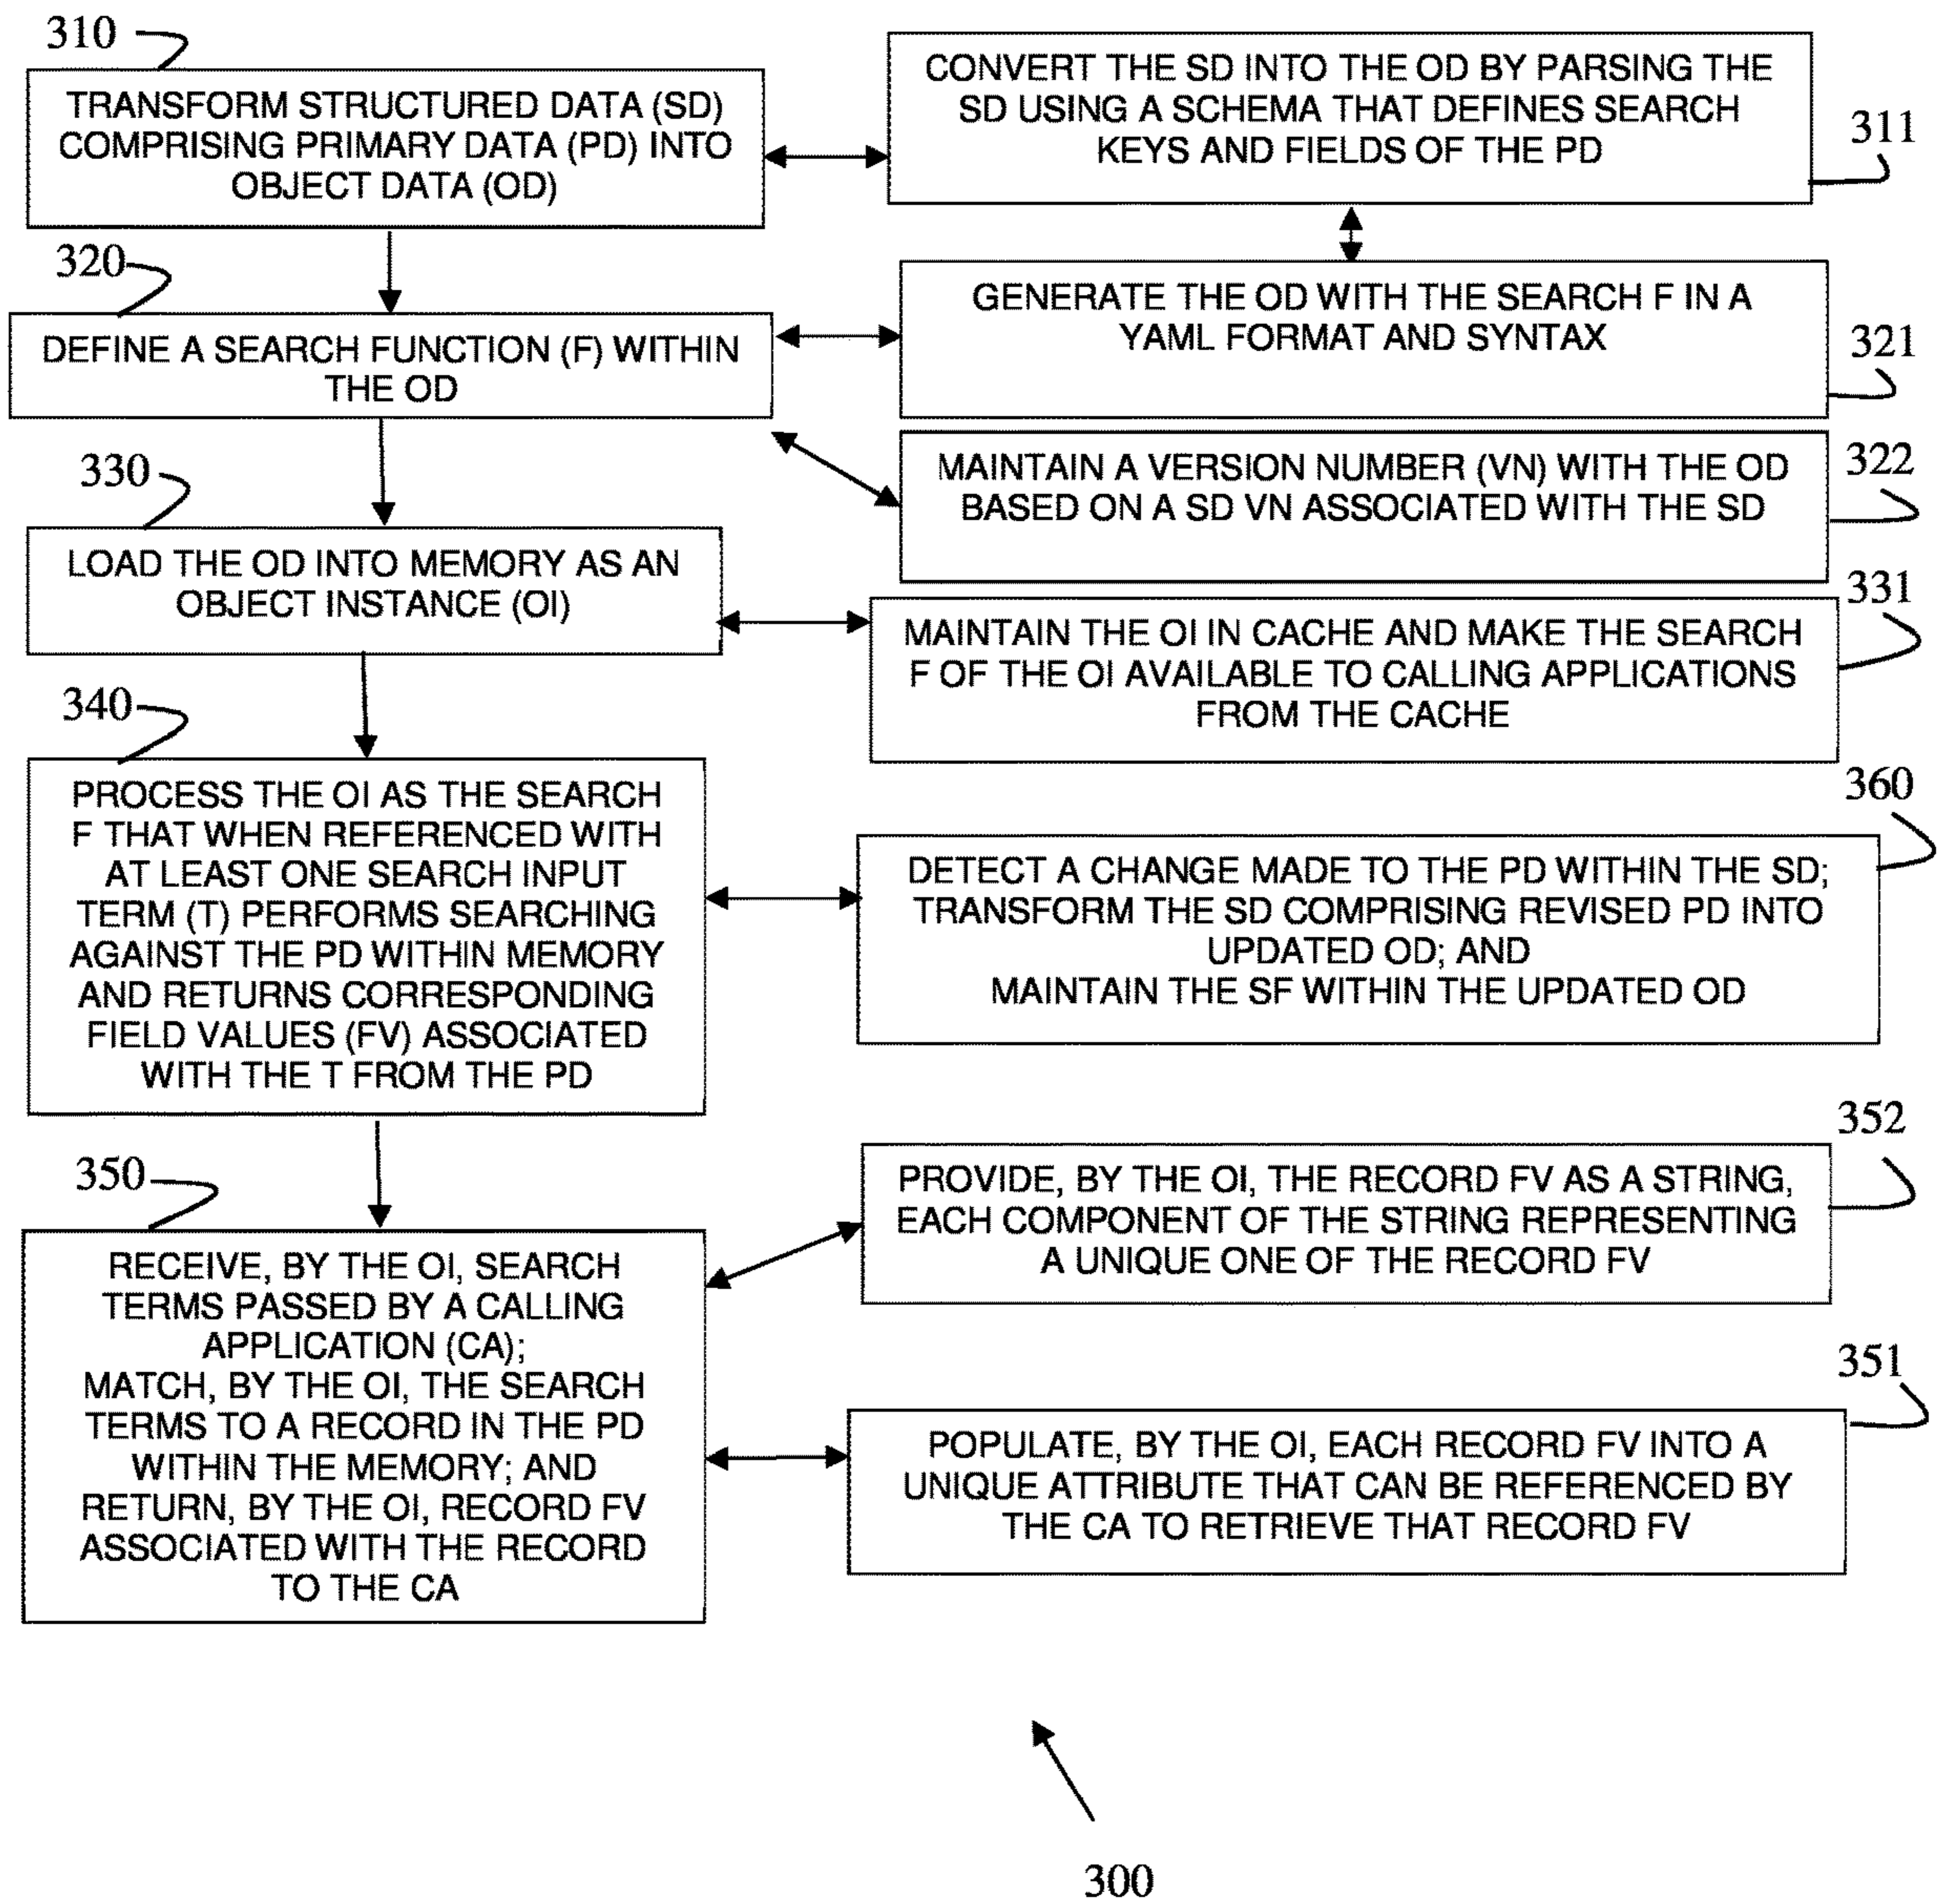 310
TRANSFORM STRUCTURED DATA (SD)
COMPRISING PRIMARY DATA (PD) INTO
OBJECT DATA (OD)
CONVERT THE SD INTO THE OD BY PARSING THE
SD USING A SCHEMA THAT DEFINES SEARCH
KEYS AND FIELDS OF THE PD
311
320
DEFINE A SEARCH FUNCTION (F) WITHIN
THE OD
GENERATE THE OD WITH THE SEARCH F IN A
YAML FORMAT AND SYNTAX
321
MAINTAIN A VERSION NUMBER (VN) WITH THE OD
BASED ON A SD VN ASSOCIATED WITH THE SD
322
330
LOAD THE OD INTO MEMORY AS AN
OBJECT INSTANCE (OI)
331
MAINTAIN THE OI IN CACHE AND MAKE THE SEARCH
F OF THE OI AVAILABLE TO CALLING APPLICATIONS
FROM THE CACHE
340
PROCESS THE OI AS THE SEARCH
F THAT WHEN REFERENCED WITH
AT LEAST ONE SEARCH INPUT
TERM (T) PERFORMS SEARCHING
AGAINST THE PD WITHIN MEMORY
AND RETURNS CORRESPONDING
FIELD VALUES (FV) ASSOCIATED
WITH THE T FROM THE PD
360
DETECT A CHANGE MADE TO THE PD WITHIN THE SD;
TRANSFORM THE SD COMPRISING REVISED PD INTO
UPDATED OD; AND
MAINTAIN THE SF WITHIN THE UPDATED OD
350
RECEIVE, BY THE OI, SEARCH
TERMS PASSED BY A CALLING
APPLICATION (CA);
MATCH, BY THE OI, THE SEARCH
TERMS TO A RECORD IN THE PD
WITHIN THE MEMORY; AND
RETURN, BY THE OI, RECORD FV
ASSOCIATED WITH THE RECORD
TO THE CA
352
PROVIDE, BY THE OI, THE RECORD FV AS A STRING,
EACH COMPONENT OF THE STRING REPRESENTING
A UNIQUE ONE OF THE RECORD FV
351
POPULATE, BY THE OI, EACH RECORD FV INTO A
UNIQUE ATTRIBUTE THAT CAN BE REFERENCED BY
THE CA TO RETRIEVE THAT RECORD FV
300